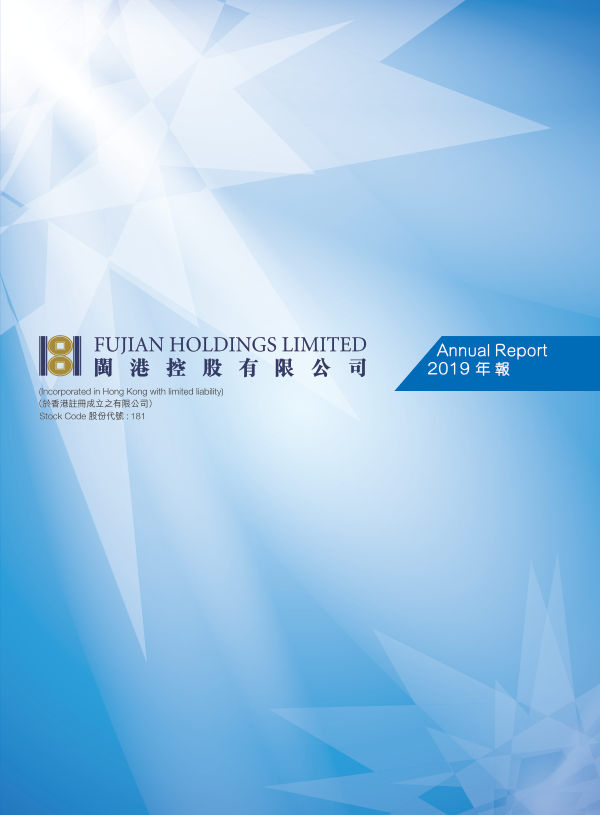 FUJIAN HOLDINGS LIMITED
閩港控股有限公司
(Incorporated in Hong Kong with limited liability)
(於香港註冊成立之有限公司)
Stock Code 股份代號 : 181
Annual Report
2019 年報